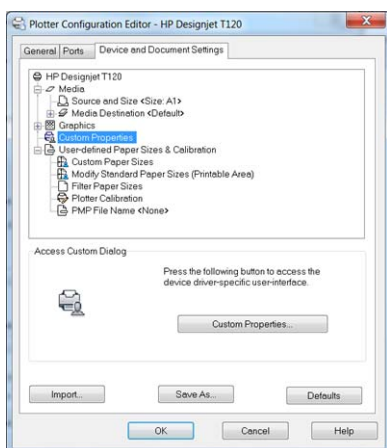 Plotter Configuration Editor - HP Designjet T120
General Ports Device and Document Settings
HP Designjet T120
Media
Source and Size <Size: A1>
Media Destination <Default>
Graphics
Custom Properties
User-defined Paper Sizes & Calibration
Custom Paper Sizes
Modify Standard Paper Sizes (Printable Area)
Filter Paper Sizes
Plotter Calibration
PMP File Name <None>
Access Custom Dialog
Press the following button to access the
device driver-specific user-interface.
Custom Properties...
Import... Save As... Defaults
OK Cancel Help